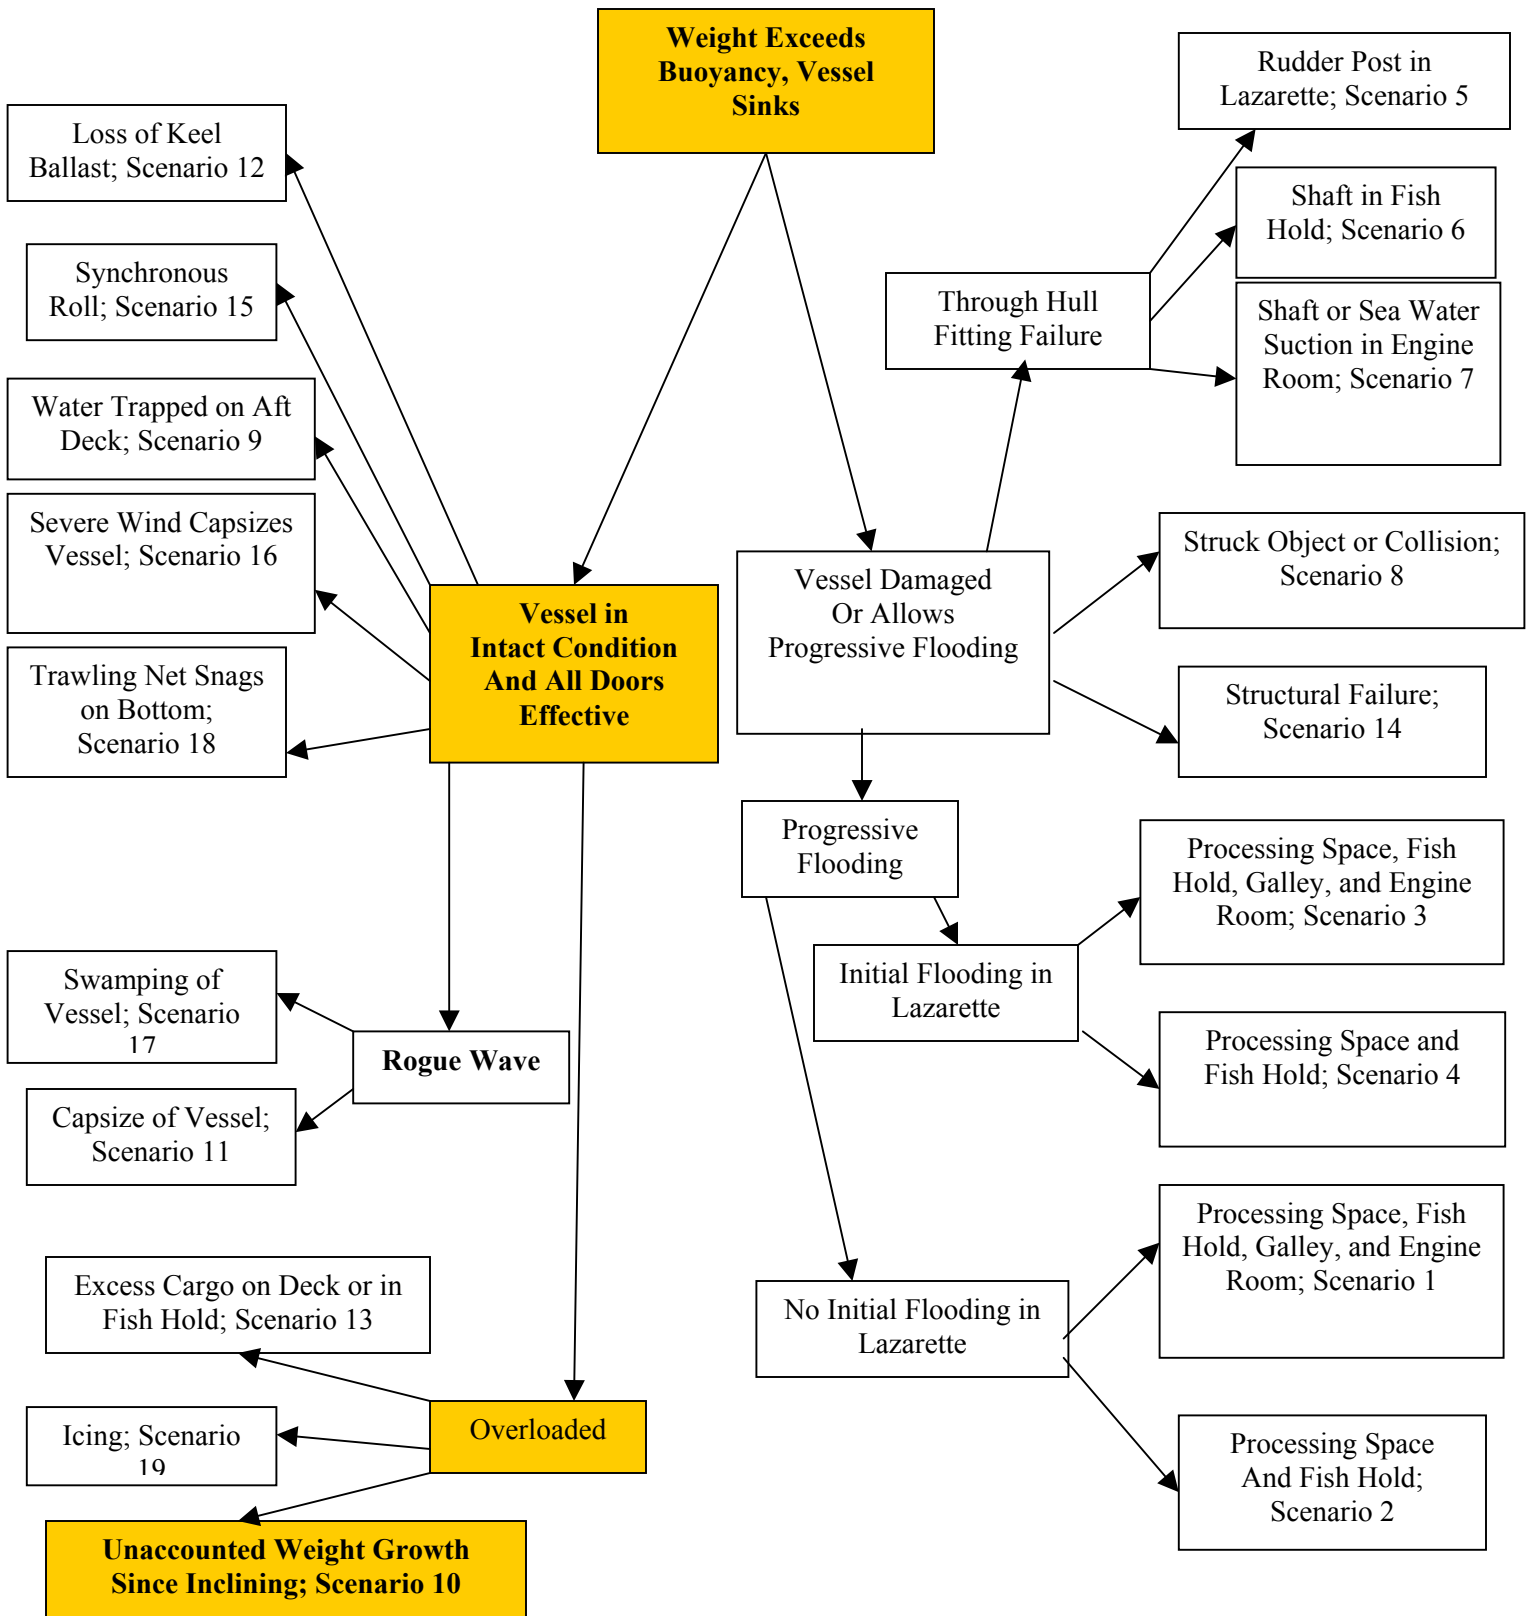 Weight Exceeds
Buoyancy, Vessel
Sinks
Rudder Post in
Lazarette; Scenario 5
Loss of Keel
Ballast; Scenario 12
Shaft in Fish
Hold; Scenario 6
Synchronous
Roll; Scenario 15
Through Hull
Fitting Failure
Shaft or Sea Water
Suction in Engine
Room; Scenario 7
Water Trapped on Aft
Deck; Scenario 9
Severe Wind Capsizes
Vessel; Scenario 16
Struck Object or Collision;
Scenario 8
Vessel Damaged
Or Allows
Progressive Flooding
Vessel in
Intact Condition
And All Doors
Effective
Trawling Net Snags
on Bottom;
Scenario 18
Structural Failure;
Scenario 14
Progressive
Flooding
Processing Space, Fish
Hold, Galley, and Engine
Room; Scenario 3
Initial Flooding in
Lazarette
Swamping of
Vessel; Scenario
17
Rogue Wave
Processing Space and
Fish Hold; Scenario 4
Capsize of Vessel;
Scenario 11
Processing Space, Fish
Hold, Galley, and Engine
Room; Scenario 1
Excess Cargo on Deck or in
Fish Hold; Scenario 13
No Initial Flooding in
Lazarette
Overloaded
Icing; Scenario
19
Processing Space
And Fish Hold;
Scenario 2
Unaccounted Weight Growth
Since Inclining; Scenario 10